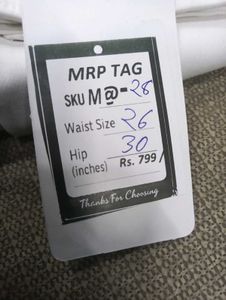 MRP TAG
SKU M@-28
Waist Size 26
Hip 30
(inches) Rs. 799/
Thanks For Choosing